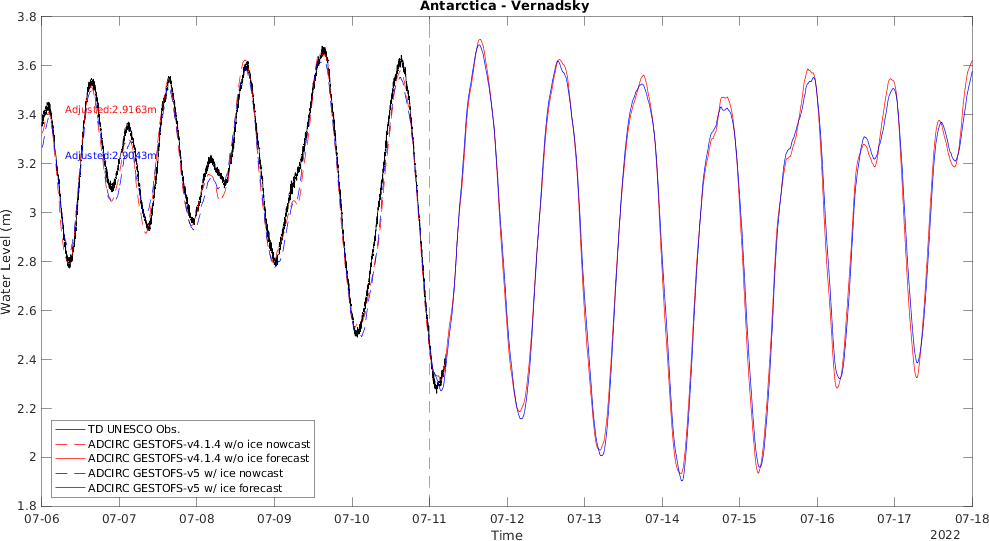 Antarctica - Vernadsky
3.8
3.6
3.4
3.2
3
2.8
2.6
2.4
2.2
2
1.8
Water Level (m)
Adjusted:2.9163m
Adjusted:2.9043m
TD UNESCO Obs.
ADCIRC GESTOFS-v4.1.4 w/o ice nowcast
ADCIRC GESTOFS-v4.1.4 w/o ice forecast
ADCIRC GESTOFS-v5 w/ ice nowcast
ADCIRC GESTOFS-v5 w/ ice forecast
07-06 07-07 07-08 07-09 07-10 07-11 07-12 07-13 07-14 07-15 07-16 07-17 07-18
Time
2022